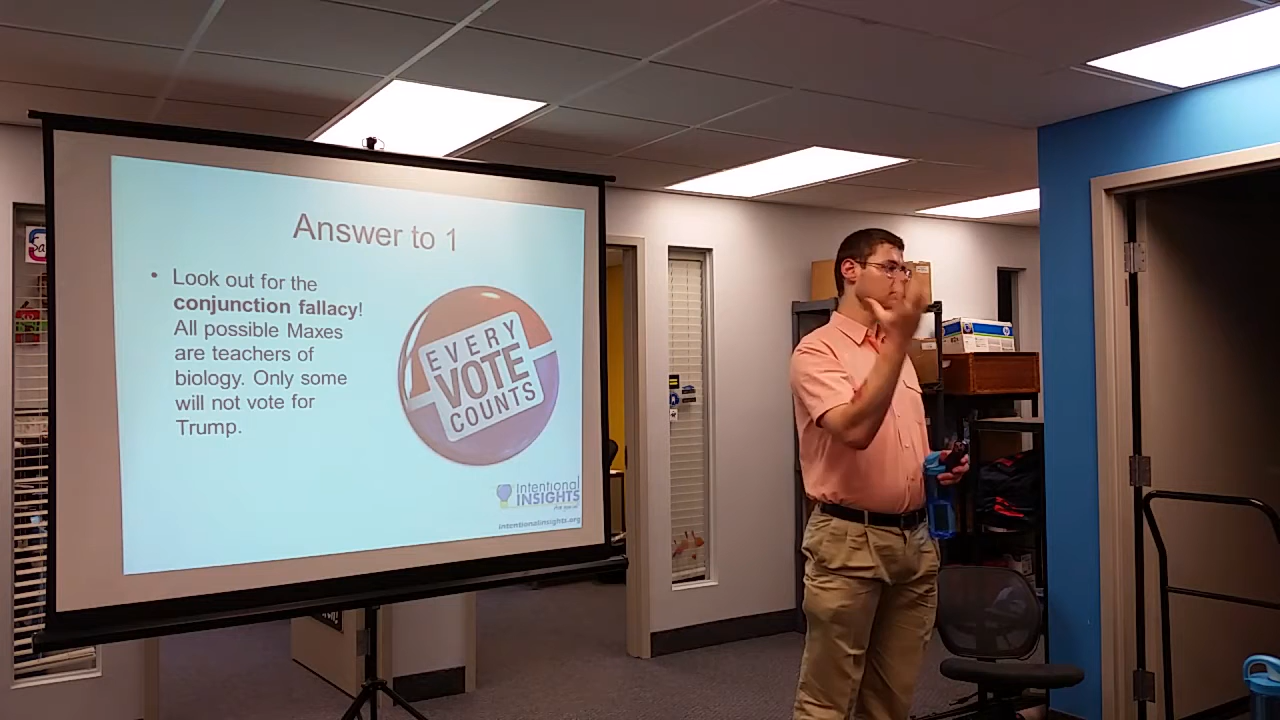 Answer to 1
• Look out for the
conjunction fallacy!
All possible Maxes
are teachers of
biology. Only some
will not vote for
Trump.
EVERY
VOTE
COUNTS
Intentional
INSIGHTS
intentionalinsights.org